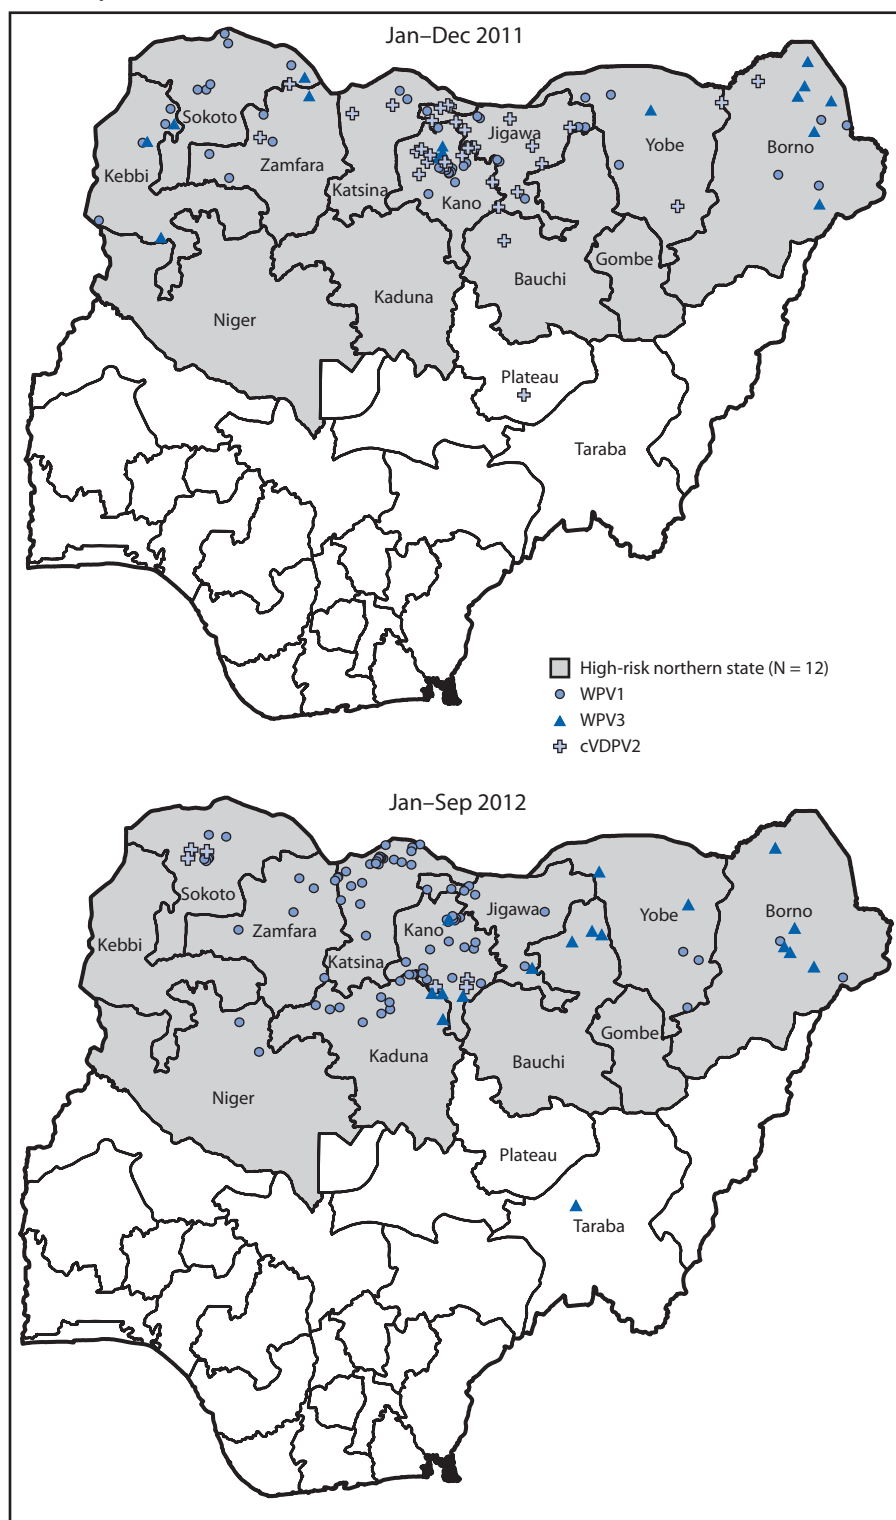 Jan–Dec 2011
Sokoto
Zamfara
Kebbi
Katsina
Kano
Jigawa
Yobe
Borno
Bauchi
Gombe
Kaduna
Niger
Plateau
Taraba
High-risk northern state (N = 12)
WPV1
WPV3
cVDPV2
Jan–Sep 2012
Sokoto
Zamfara
Kebbi
Katsina
Kano
Jigawa
Yobe
Borno
Gombe
Kaduna
Bauchi
Niger
Plateau
Taraba